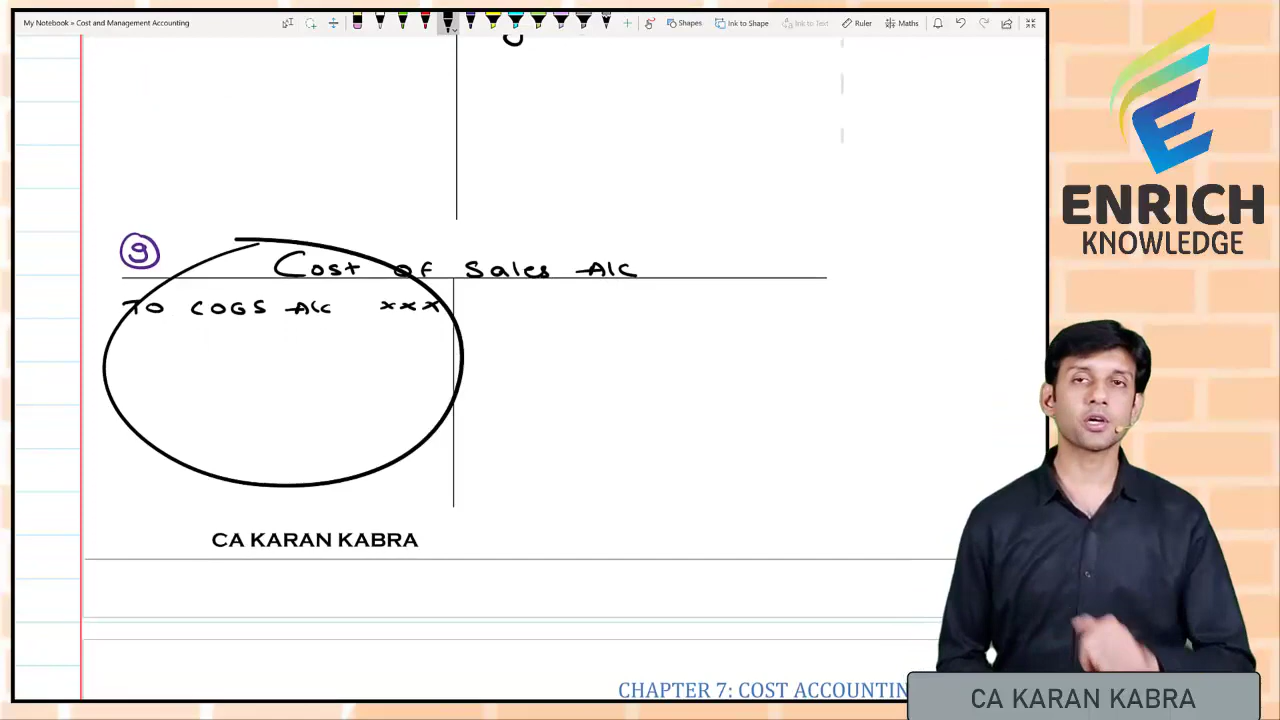 My Notebook » Cost and Management Accounting
Shapes
Ink to Shape
Ink to Text
Ruler
Maths
ENRICH
KNOWLEDGE
9
Cost of Sales A/c
TO COGS A/c xxx
CA KARAN KABRA
CHAPTER 7: COST ACCOUNTIN
CA KARAN KABRA